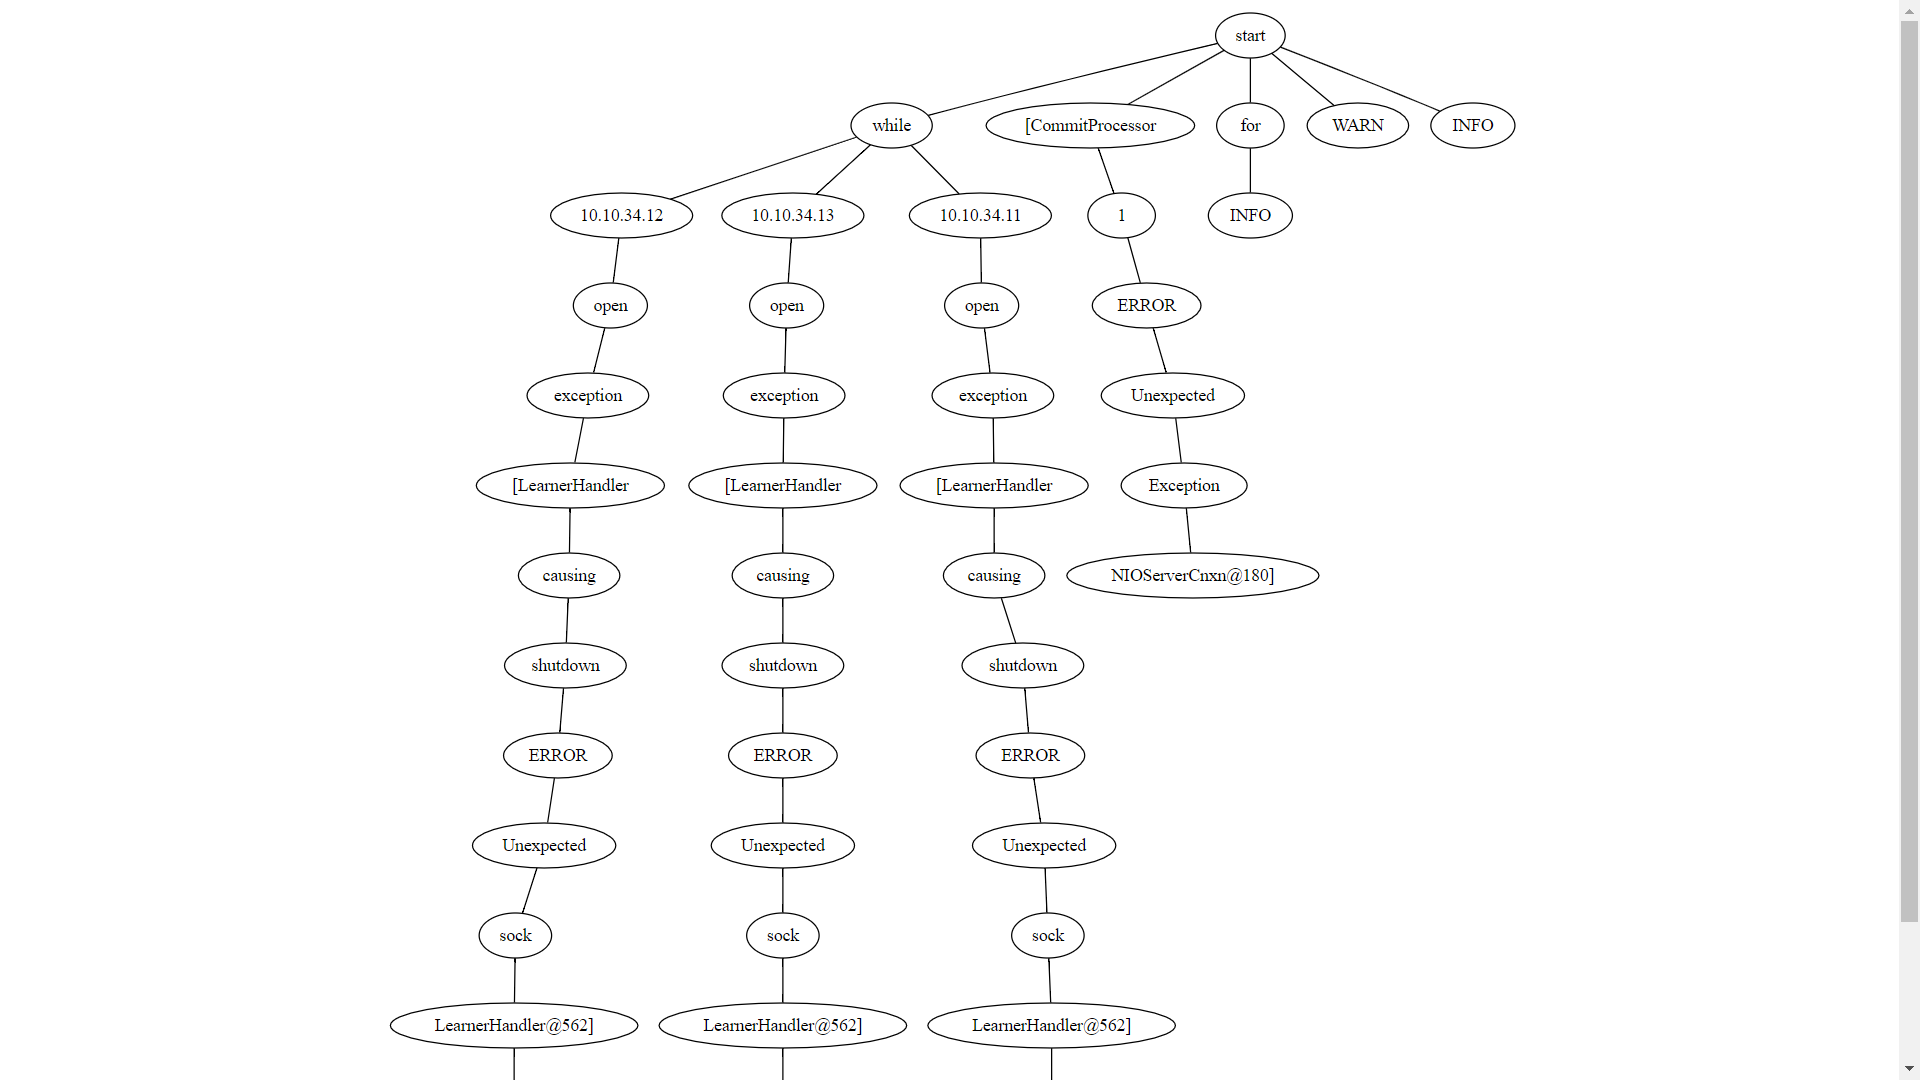 start
while
[CommitProcessor
for
WARN
INFO
10.10.34.12
10.10.34.13
10.10.34.11
1
INFO
open
open
open
ERROR
exception
exception
exception
Unexpected
[LearnerHandler
[LearnerHandler
[LearnerHandler
Exception
causing
causing
causing
NIOServerCnxn@180]
shutdown
shutdown
shutdown
ERROR
ERROR
ERROR
Unexpected
Unexpected
Unexpected
sock
sock
sock
LearnerHandler@562]
LearnerHandler@562]
LearnerHandler@562]